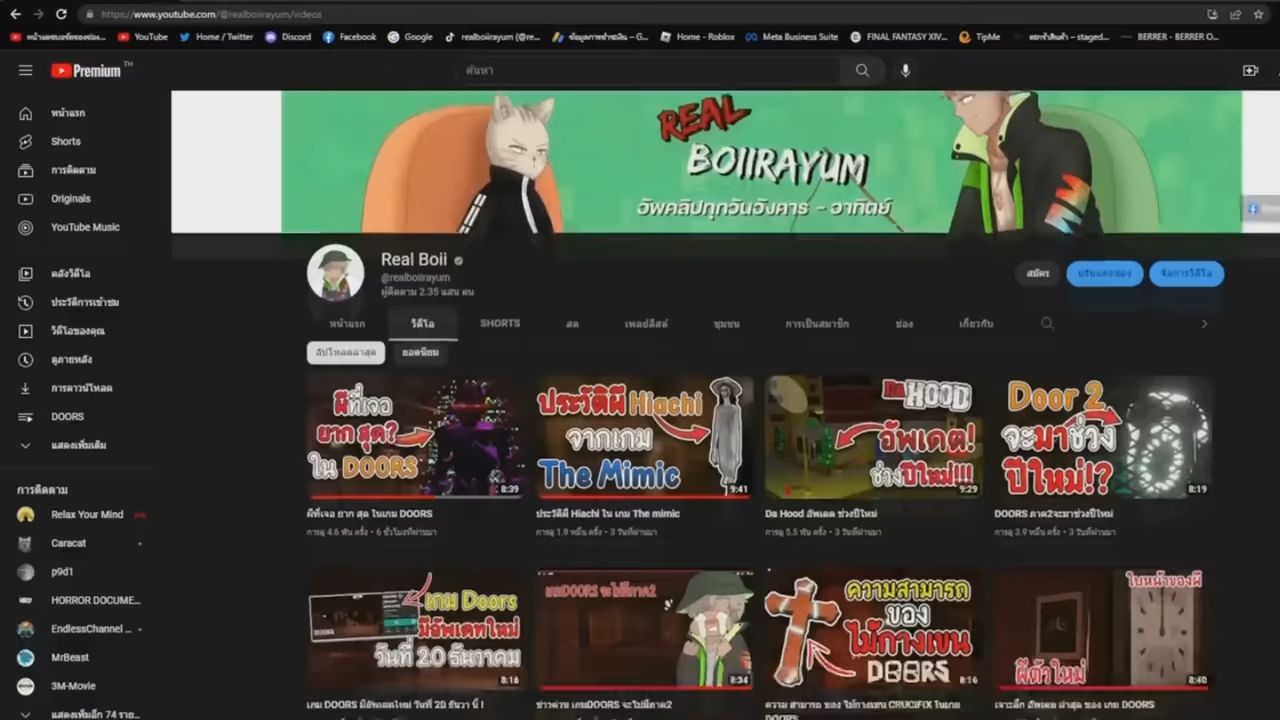 https://www.youtube.com/@realboiirayum/videos
YouTube
Home / Twitter
Discord
Facebook
Google
realboiirayum (@re...
Home - Roblox
Meta Business Suite
FINAL FANTASY XIV...
TipMe
BERRER - BERRER O...
Premium TH
ค้นหา
หน้าแรก
Shorts
การติดตาม
Originals
YouTube Music
คลังวิดีโอ
ประวัติการเข้าชม
วิดีโอของคุณ
ดูภายหลัง
การดาวน์โหลด
DOORS
แสดงเพิ่มเติม
การติดตาม
Relax Your Mind
Caracat
p9d1
HORROR DOCUME...
EndlessChannel ...
MrBeast
3M-Movie
แสดงเพิ่มอีก 74 ราย...
REAL
BOIIRAYUM
อัพคลิปทุกวันอังคาร - อาทิตย์
Real Boii
@realboiirayum
ผู้ติดตาม 2.35 แสน คน
สมัคร
ปรับแต่งช่อง
จัดการวิดีโอ
หน้าแรก
วิดีโอ
SHORTS
สด
เพลย์ลิสต์
ชุมชน
การเป็นสมาชิก
ช่อง
เกี่ยวกับ
อัปโหลดล่าสุด
ยอดนิยม
ผีที่เจอ
ยาก สุด?
ใน DOORS
8:39
ผีที่เจอ ยาก สุด ในเกม DOORS
การดู 4.6 พัน ครั้ง • 6 ชั่วโมงที่ผ่านมา
ประวัติผี Hiachi
จากเกม
The Mimic
9:41
ประวัติผี Hiachi ใน เกม The mimic
การดู 1.9 หมื่น ครั้ง • 3 วันที่ผ่านมา
DA HOOD
อัพเดต!
ช่วงปีใหม่!!!
9:29
Da Hood อัพเดต ช่วงปีใหม่
การดู 5.5 พัน ครั้ง • 3 วันที่ผ่านมา
Door 2
จะมาช่วง
ปีใหม่!?
8:19
DOORS ภาค2จะมาช่วงปีใหม่
การดู 3.9 หมื่น ครั้ง • 3 วันที่ผ่านมา
เกม Doors
มีอัพเดทใหม่
วันที่ 20 ธันวาคม
8:16
เกม DOORS มีอัพเดทใหม่ วันที่ 20 ธันวา นี้ !
เกมDOORS จะไม่มีภาค2
8:34
ข่าวด่วน เกมDOORS จะไม่มีภาค2
ความสามารถ
ของ
ไม้กางเขน
DOORS
8:16
ความ สามารถ ของ ไม้กางเขน CRUCIFIX ในเกม
DOORS
ใบหน้าของผี
ผีตัวใหม่
8:40
เจาะลึก อัพเดต ล่าสุด ของ เกม DOORS